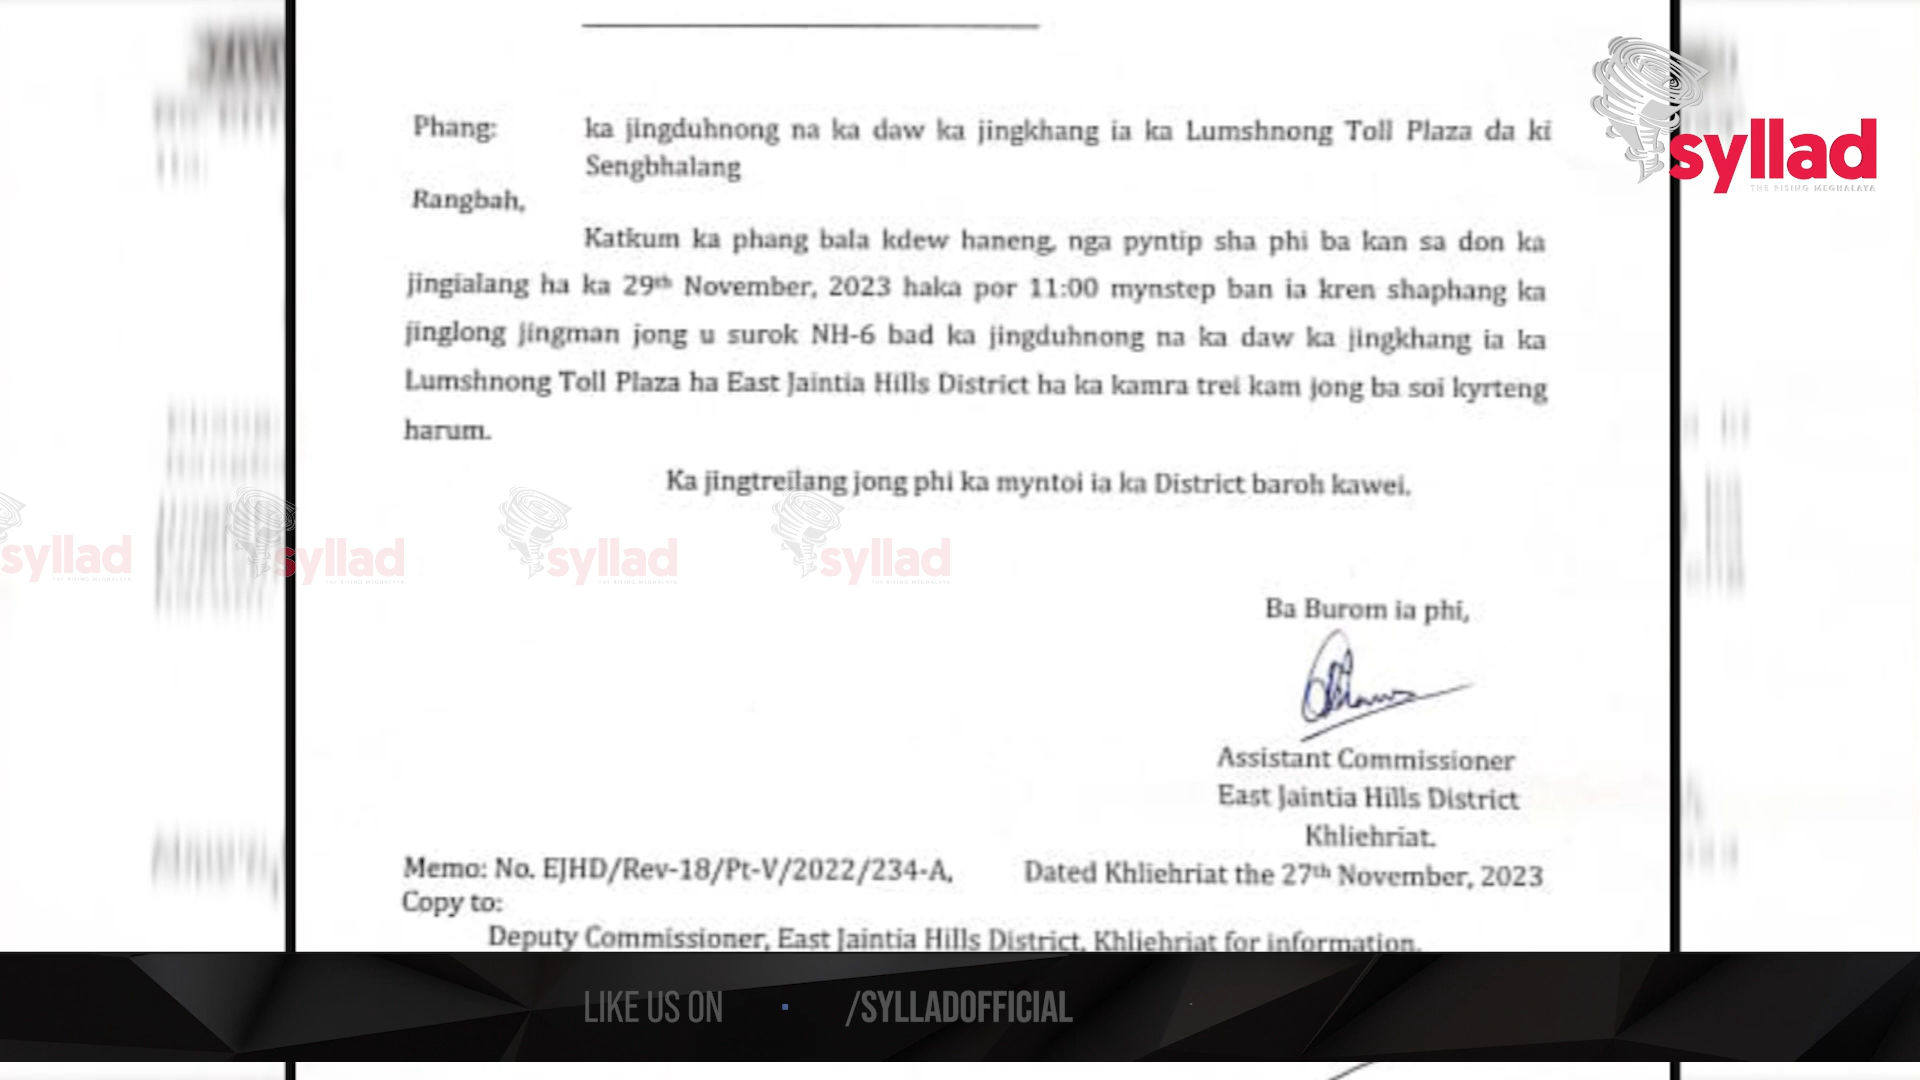 Phang: ka jingduhnong na ka daw ka jingkhang ia ka Lumshnong Toll Plaza da ki
Sengbhalang
Rangbah,
Katkum ka phang bala kdew haneng, nga pyntip sha phi ba kan sa don ka
jingialang ha ka 29th November, 2023 haka por 11:00 mynstep ban ia kren shaphang ka
jinglong jingman jong u surok NH-6 bad ka jingduhnong na ka daw ka jingkhang ia ka
Lumshnong Toll Plaza ha East Jaintia Hills District ha ka kamra trei kam jong ba soi kyrteng
harum.
Ka jingtreilang jong phi ka myntoi ia ka District baroh kawei.
Ba Burom ia phi,
Assistant Commissioner
East Jaintia Hills District
Khliehriat.
Memo: No. EJHD/Rev-18/Pt-V/2022/234-A, Dated Khliehriat the 27th November, 2023
Copy to:
Deputy Commissioner, East Jaintia Hills District, Khliehriat for information.
syllad
THE RISING MEGHALAYA
syllad
syllad
syllad
syllad
LIKE US ON /SYLLADOFFICIAL